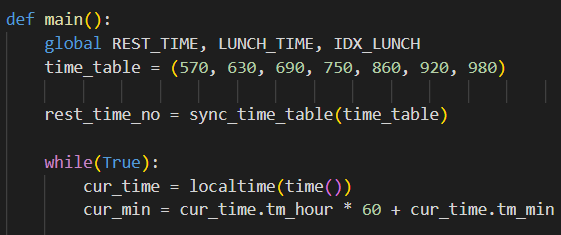 def main():
    global REST_TIME, LUNCH_TIME, IDX_LUNCH
    time_table = (570, 630, 690, 750, 860, 920, 980)
    rest_time_no = sync_time_table(time_table)
    while(True):
        cur_time = localtime(time())
        cur_min = cur_time.tm_hour * 60 + cur_time.tm_min